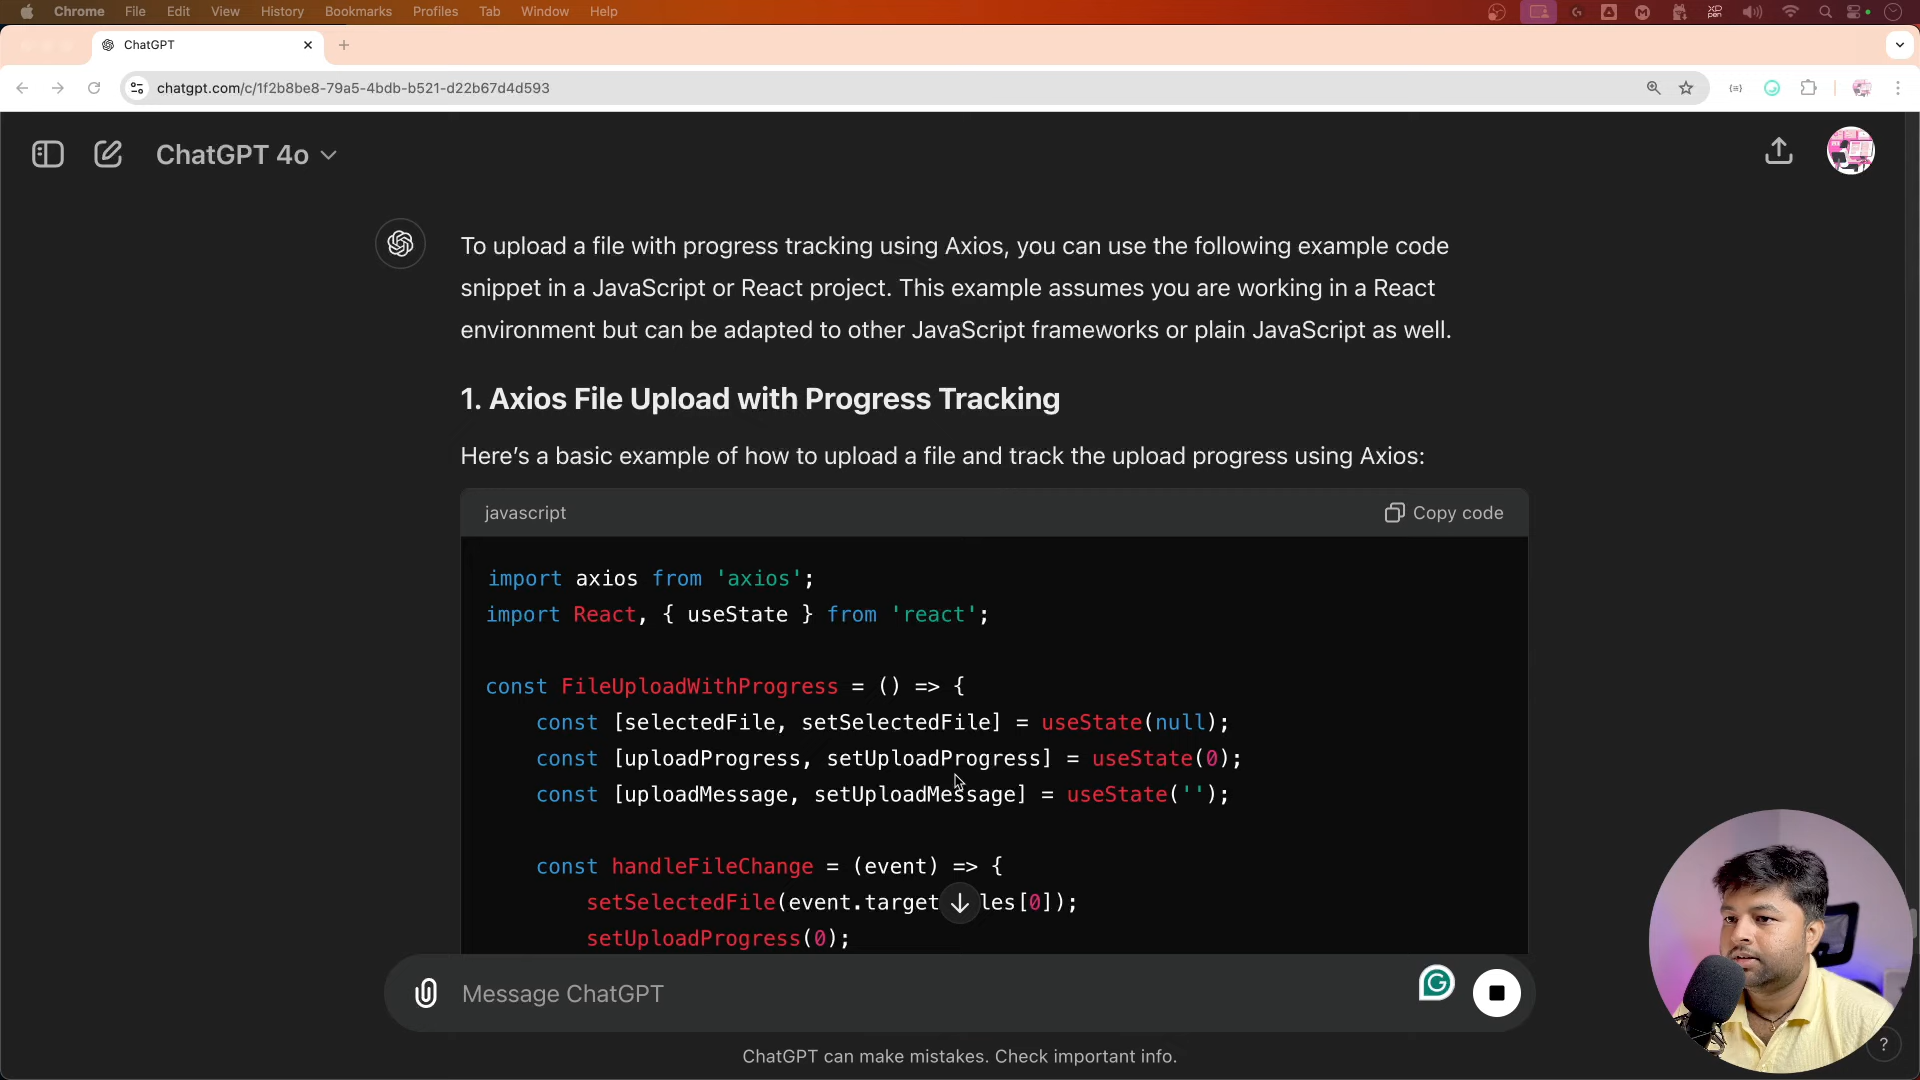 Chrome File Edit View History Bookmarks Profiles Tab Window Help
ChatGPT
chatgpt.com/c/1f2b8be8-79a5-4bdb-b521-d22b67d4d593
ChatGPT 4o
To upload a file with progress tracking using Axios, you can use the following example code
snippet in a JavaScript or React project. This example assumes you are working in a React
environment but can be adapted to other JavaScript frameworks or plain JavaScript as well.
1. Axios File Upload with Progress Tracking
Here’s a basic example of how to upload a file and track the upload progress using Axios:
javascript Copy code
import axios from 'axios';
import React, { useState } from 'react';
const FileUploadWithProgress = () => {
const [selectedFile, setSelectedFile] = useState(null);
const [uploadProgress, setUploadProgress] = useState(0);
const [uploadMessage, setUploadMessage] = useState('');
const handleFileChange = (event) => {
setSelectedFile(event.target les[0]);
setUploadProgress(0);
Message ChatGPT
ChatGPT can make mistakes. Check important info.
?